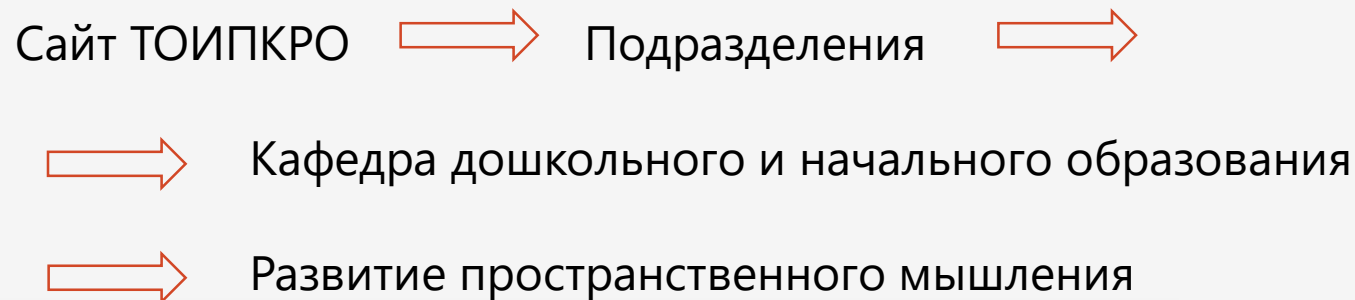 Сайт ТОИПКРО Подразделения
Кафедра дошкольного и начального образования
Развитие пространственного мышления